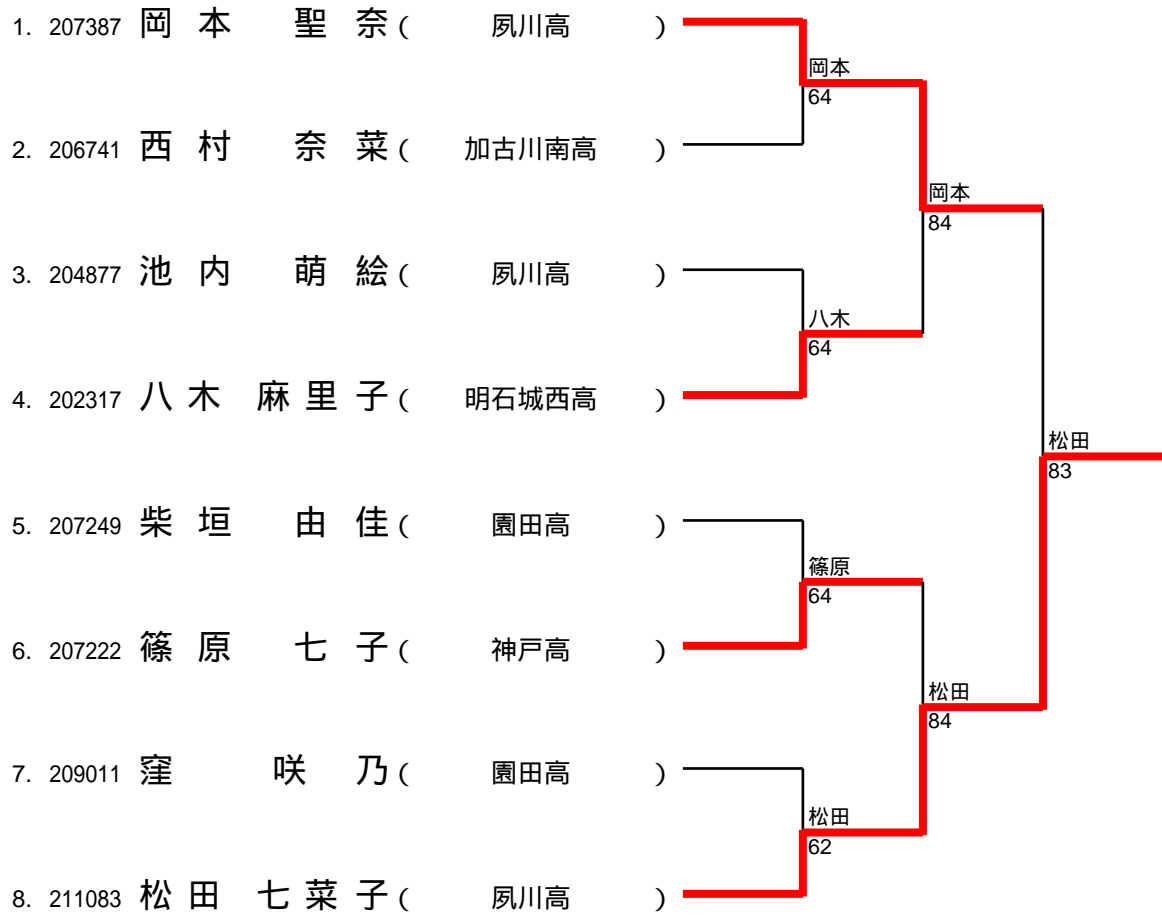 1. 207387 岡本 聖奈 ( 夙川高 )
岡本
64
2. 206741 西村 奈菜 ( 加古川南高 )
岡本
84
3. 204877 池内 萌絵 ( 夙川高 )
八木
64
4. 202317 八木 麻里子 ( 明石城西高 )
松田
83
5. 207249 柴垣 由佳 ( 園田高 )
篠原
64
6. 207222 篠原 七子 ( 神戸高 )
松田
84
7. 209011 窪 咲乃 ( 園田高 )
松田
62
8. 211083 松田 七菜子 ( 夙川高 )